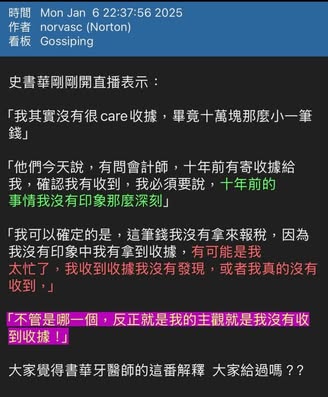 時間 Mon Jan 6 22:37:56 2025
作者 norvasc (Norton)
看板 Gossiping
史書華剛剛開直播表示：
「我其實沒有很care收據，畢竟十萬塊那麼小一筆
錢」
「他們今天說，有問會計師，十年前有寄收據給
我，確認我有收到，我必須要說，十年前的
事情我沒有印象那麼深刻」
「我可以確定的是，這筆錢我沒有拿來報稅，因為
我沒有印象中我有拿到收據，有可能是我
太忙了，我收到收據我沒有發現，或者我真的沒有
收到，」
「不管是哪一個，反正就是我的主觀就是我沒有收
到收據！」
大家覺得書華牙醫師的這番解釋 大家給過嗎？？